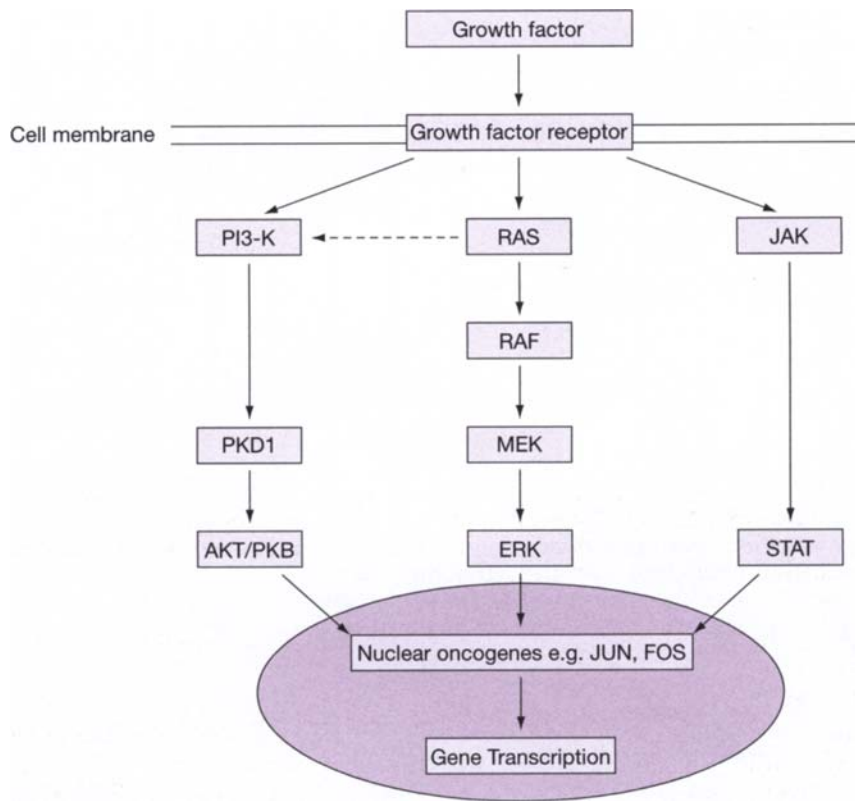 Growth factor
Cell membrane
Growth factor receptor
PI3-K
RAS
JAK
RAF
PKD1
MEK
AKT/PKB
ERK
STAT
Nuclear oncogenes e.g. JUN, FOS
Gene Transcription